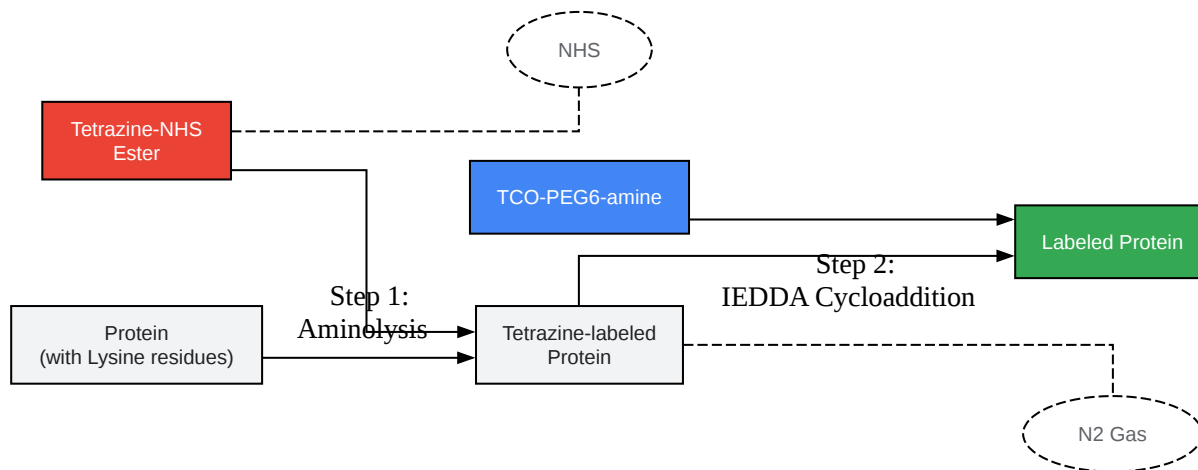 NHS
Tetrazine-NHS
Ester
TCO-PEG6-amine
Labeled Protein
Step 2:
IEDDA Cycloaddition
Step 1:
Aminolysis
Protein
(with Lysine residues)
Tetrazine-labeled
Protein
N2 Gas